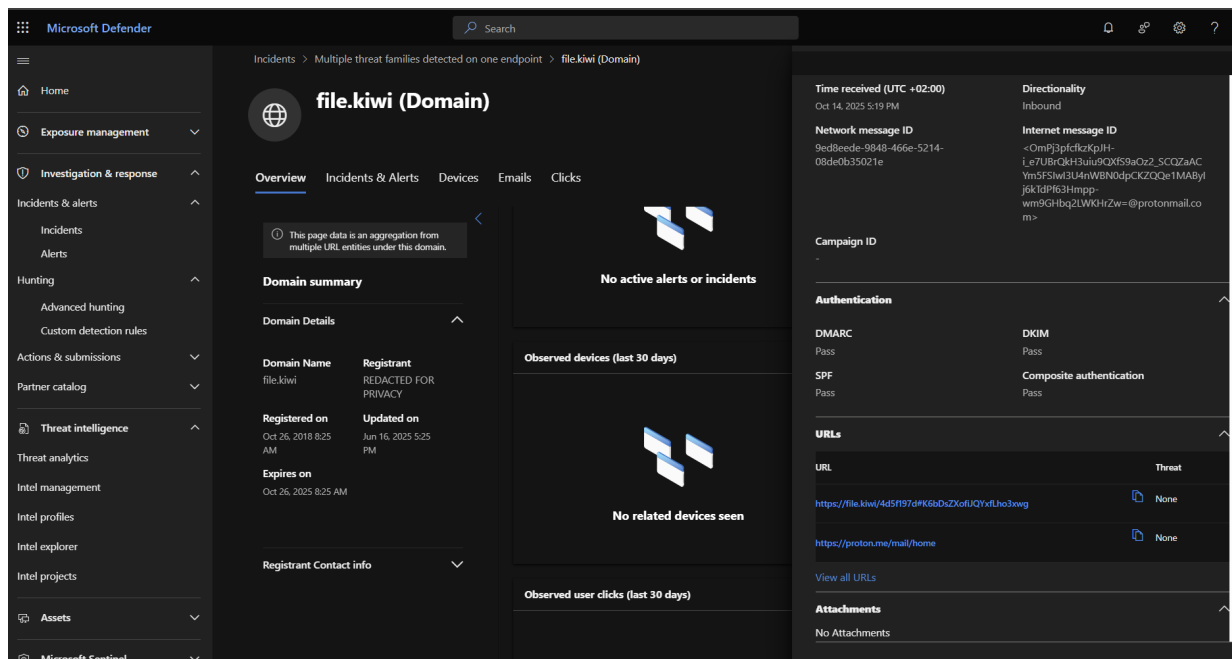 Microsoft Defender
Search
Home
Exposure management
Investigation & response
Incidents & alerts
Incidents
Alerts
Hunting
Advanced hunting
Custom detection rules
Actions & submissions
Partner catalog
Threat intelligence
Threat analytics
Intel management
Intel profiles
Intel explorer
Intel projects
Assets
Microsoft Sentinel
Incidents > Multiple threat families detected on one endpoint > file.kiwi (Domain)
file.kiwi (Domain)
Overview Incidents & Alerts Devices Emails Clicks
This page data is an aggregation from
multiple URL entities under this domain.
Domain summary
Domain Details
Domain Name Registrant
file.kiwi REDACTED FOR
PRIVACY
Registered on Updated on
Oct 26, 2018 8:25 Jun 16, 2025 5:25
AM PM
Expires on
Oct 26, 2025 8:25 AM
Registrant Contact info
No active alerts or incidents
Observed devices (last 30 days)
No related devices seen
Observed user clicks (last 30 days)
Time received (UTC +02:00) Directionality
Oct 14, 2025 5:19 PM Inbound
Network message ID Internet message ID
9ed8eede-9848-466e-5214- <OmPj3pfcfkzKpJH-
08de0b35021e i_e7UBrQkH3uiu9QXfS9aOz2_SCQZaAC
Ym5FSIwI3U4nWBN0dpCKZQQe1MAByI
j6kTdPf63Hmpp-
wm9GHbq2LWKHrZw=@protonmail.co
m>
Campaign ID
-
Authentication
DMARC DKIM
Pass Pass
SPF Composite authentication
Pass Pass
URLs
URL Threat
https://file.kiwi/4d5f197d#K6bDsZXofiJQYxfLho3xwg None
https://proton.me/mail/home None
View all URLs
Attachments
No Attachments